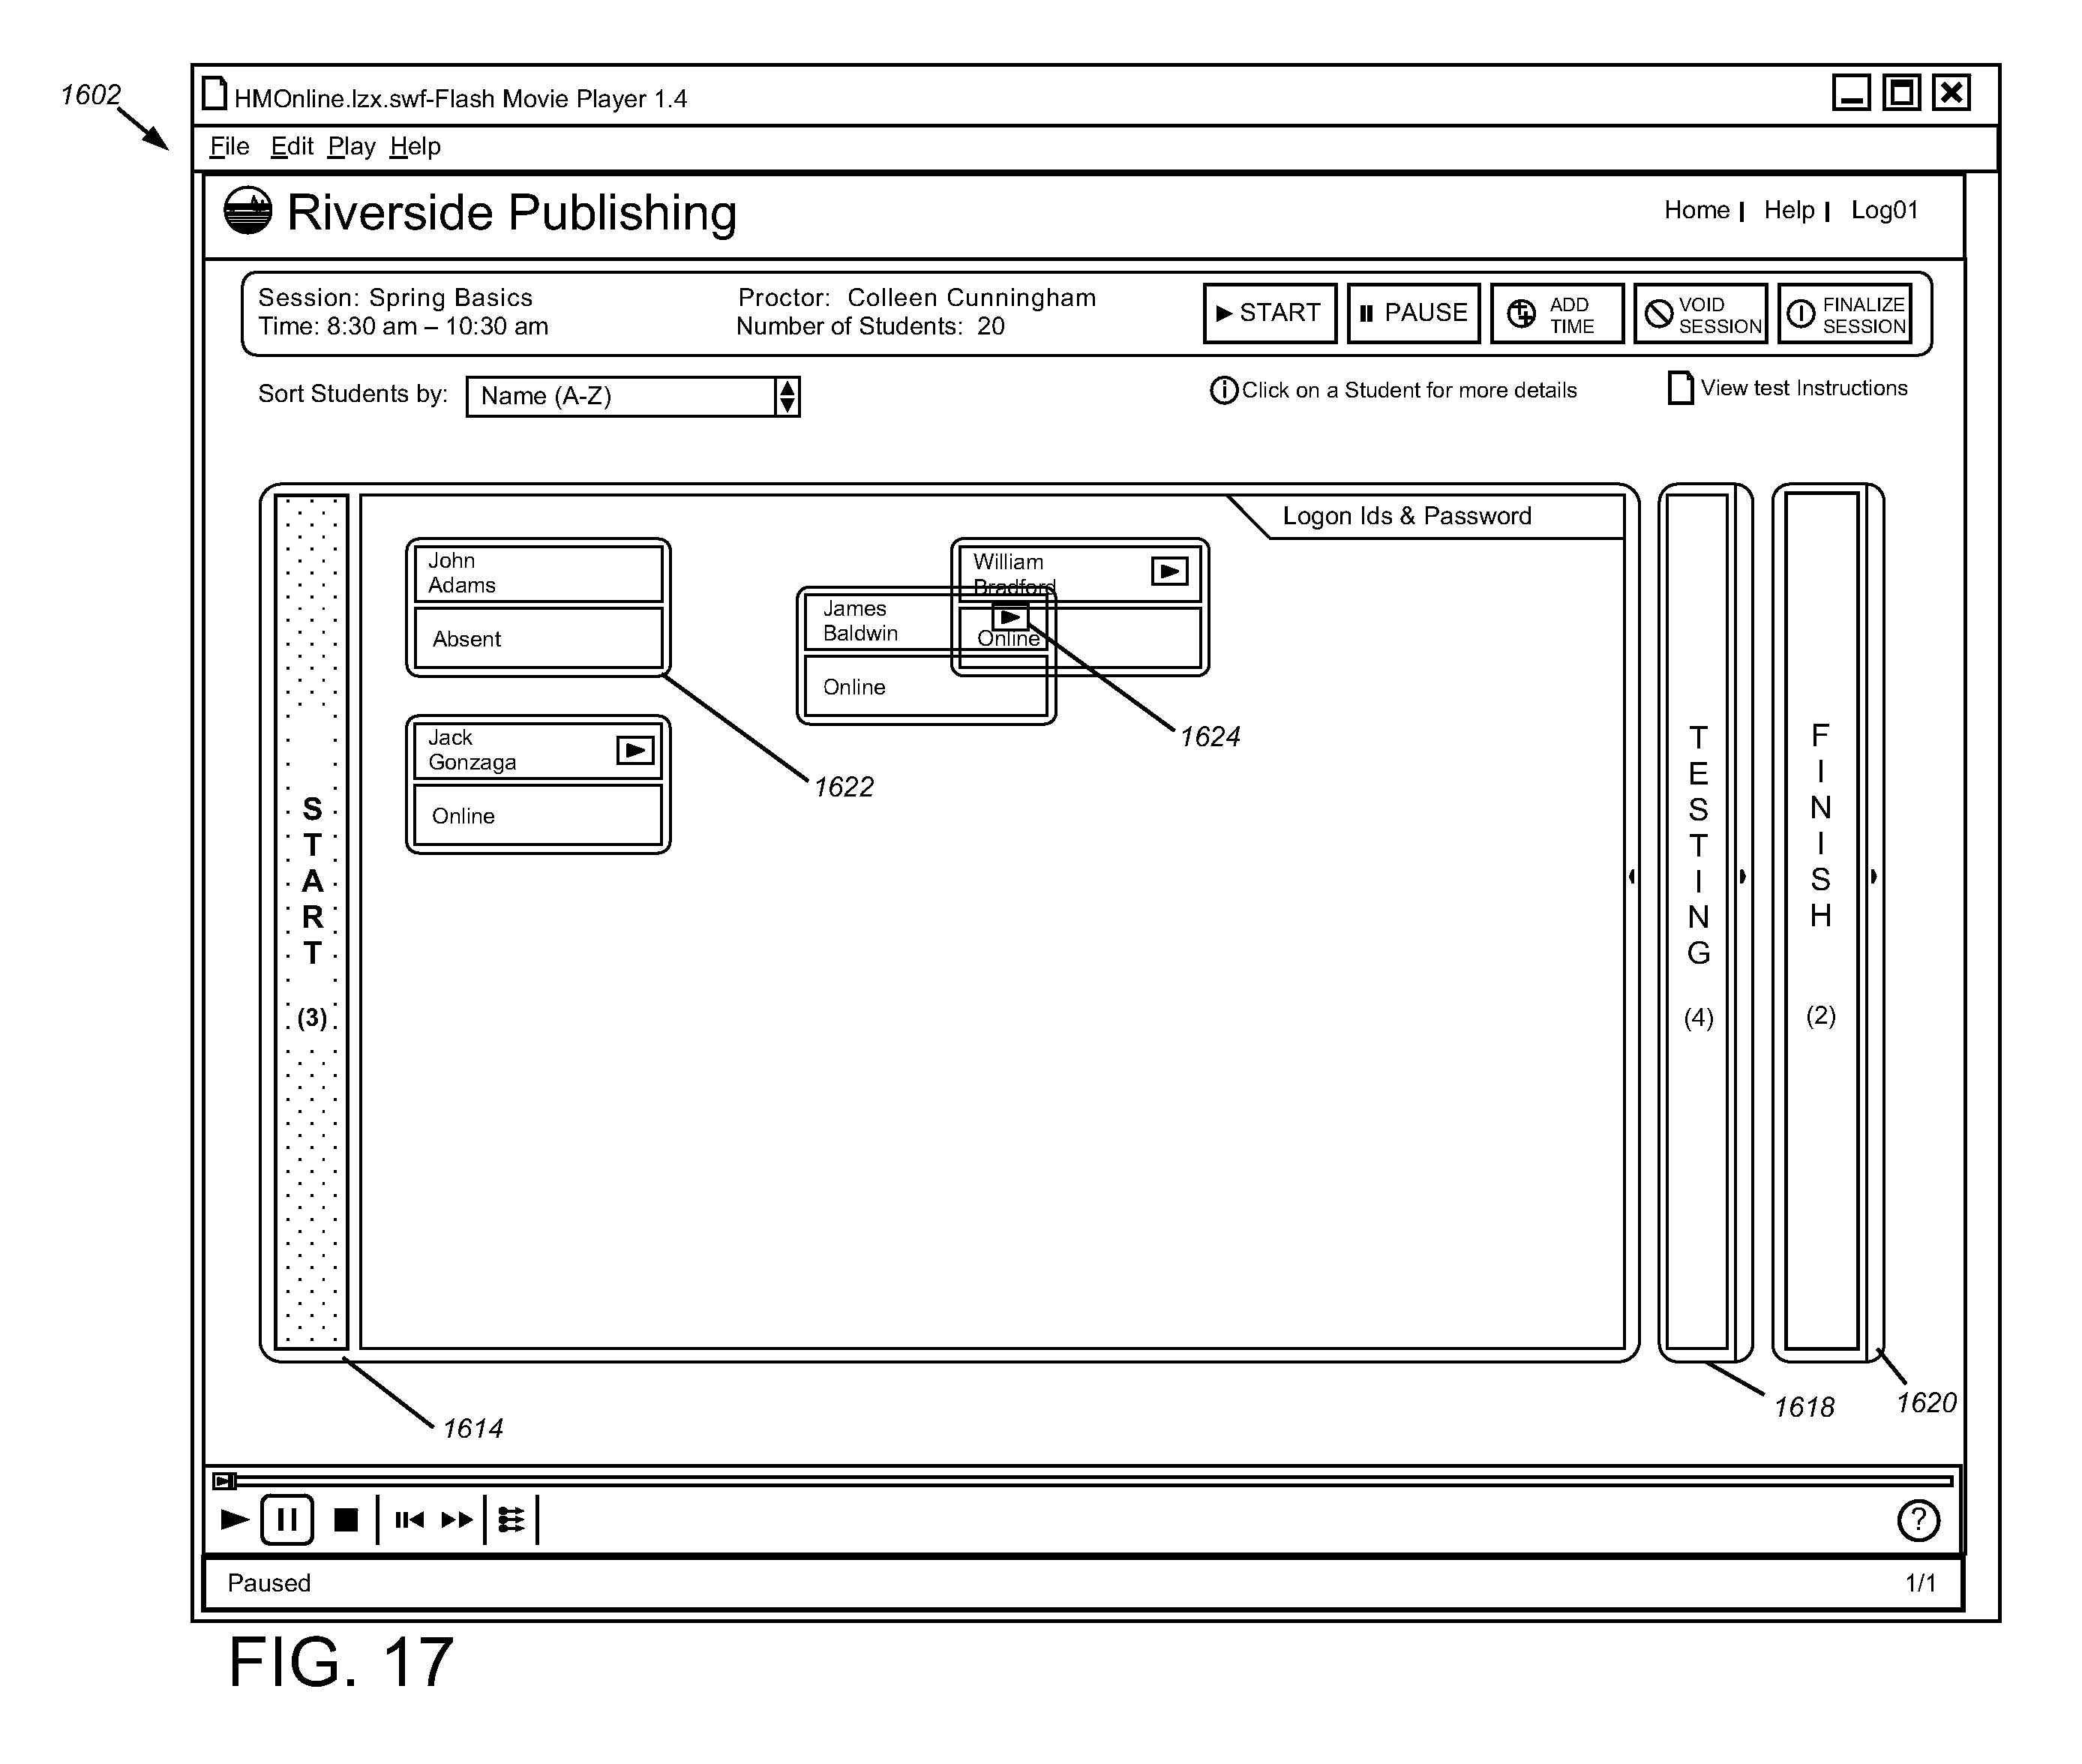 1602
HMOnline.lzx.swf-Flash Movie Player 1.4
File Edit Play Help
Riverside Publishing
Home | Help | Log01
Session: Spring Basics
Time: 8:30 am – 10:30 am
Proctor: Colleen Cunningham
Number of Students: 20
START
PAUSE
ADD
TIME
VOID
SESSION
FINALIZE
SESSION
Sort Students by: Name (A-Z)
Click on a Student for more details
View test Instructions
START
(3)
Logon Ids & Password
John
Adams
Absent
William
Bradford
Online
James
Baldwin
Online
1624
1622
Jack
Gonzaga
Online
TESTING
(4)
FINISH
(2)
1614
1618
1620
?
Paused
1/1
FIG. 17